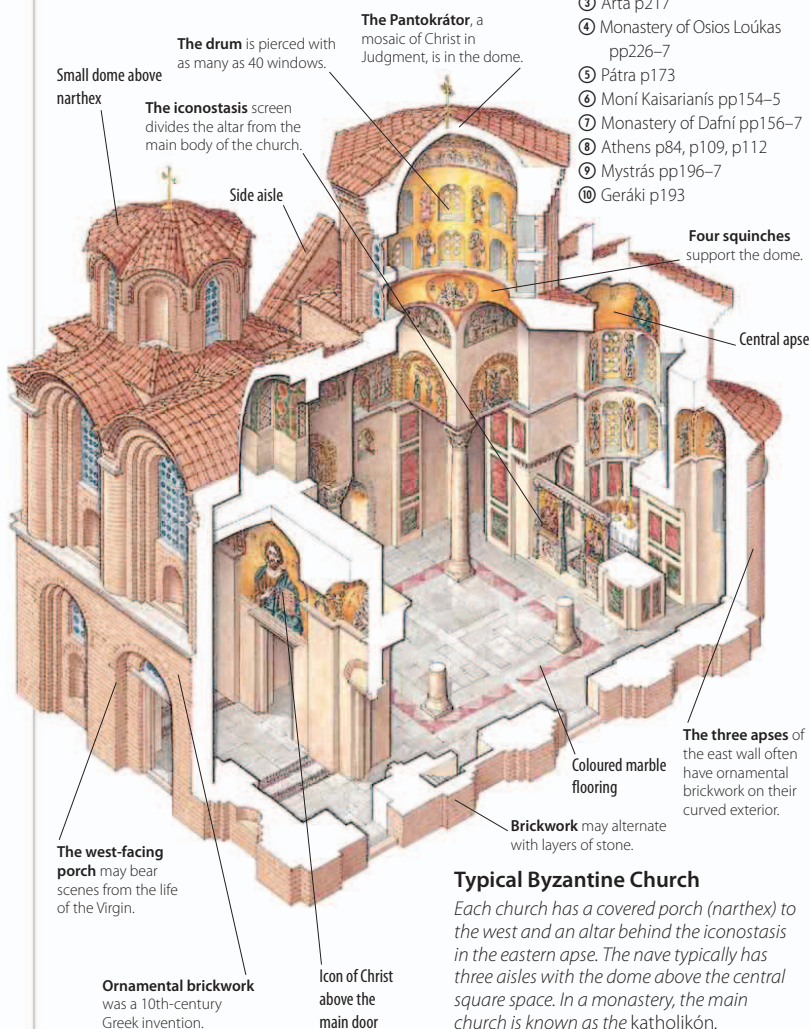 ③ Arta p217
④ Monastery of Osios Loúkas
pp226–7
⑤ Pátra p173
⑥ Moní Kaisarianís pp154–5
⑦ Monastery of Dafní pp156–7
⑧ Athens p84, p109, p112
⑨ Mystrás pp196–7
⑩ Geráki p193
The Pantokrátor, a
mosaic of Christ in
Judgment, is in the dome.
The drum is pierced with
as many as 40 windows.
Small dome above
narthex
The iconostasis screen
divides the altar from the
main body of the church.
Side aisle
Four squinches
support the dome.
Central apse
The three apses of
the east wall often
have ornamental
brickwork on their
curved exterior.
Coloured marble
flooring
Brickwork may alternate
with layers of stone.
The west-facing
porch may bear
scenes from the life
of the Virgin.
Ornamental brickwork
was a 10th-century
Greek invention.
Icon of Christ
above the
main door
Typical Byzantine Church
Each church has a covered porch (narthex) to
the west and an altar behind the iconostasis
in the eastern apse. The nave typically has
three aisles with the dome above the central
square space. In a monastery, the main
church is known as the katholikón.